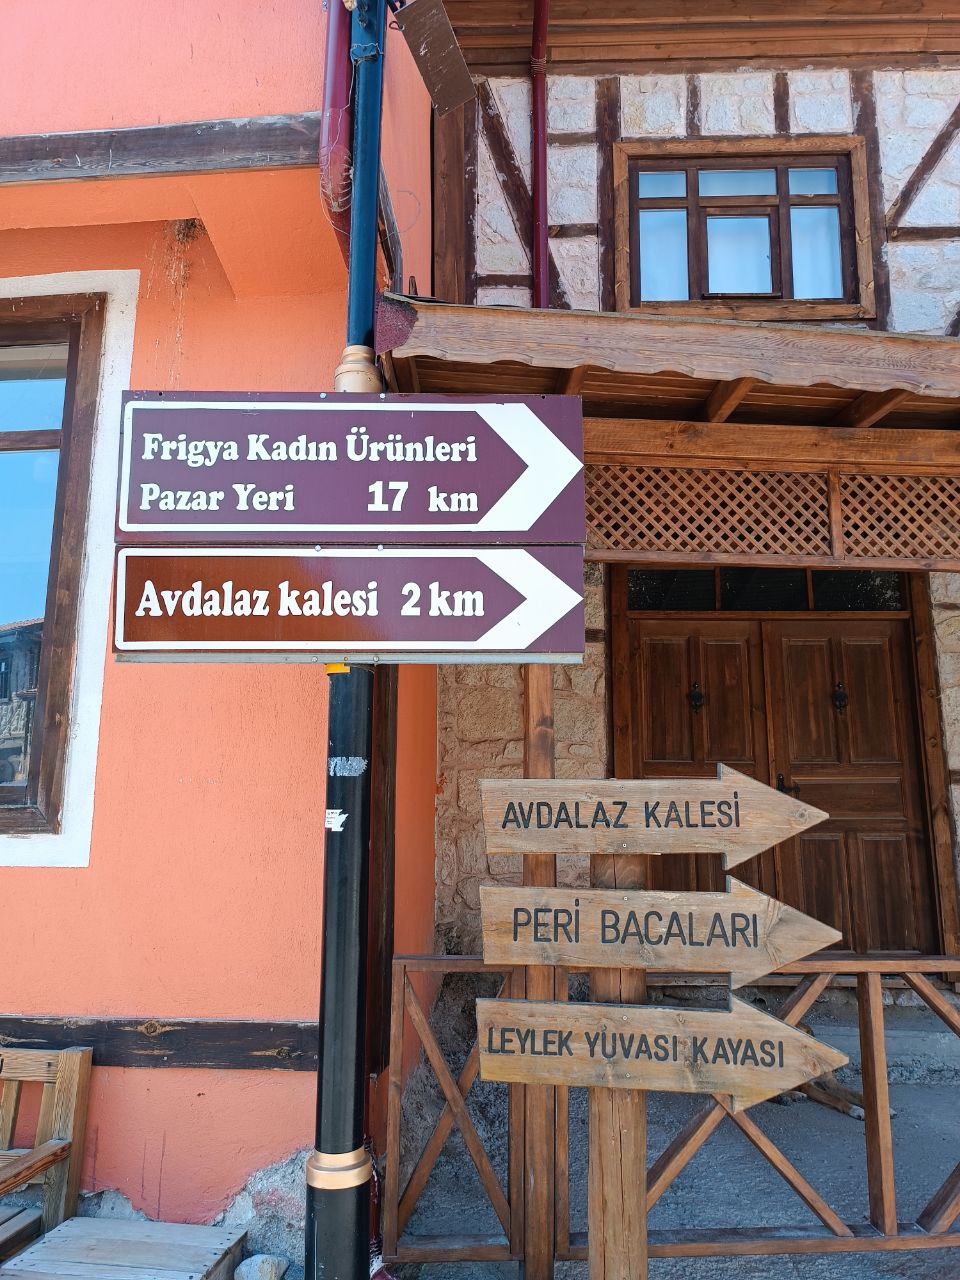 Frigya Kadın Ürünleri
Pazar Yeri 17 km
Avdalaz kalesi 2 km
AVDALAZ KALESİ
PERİ BACALARI
LEYLEK YUVASI KAYASI